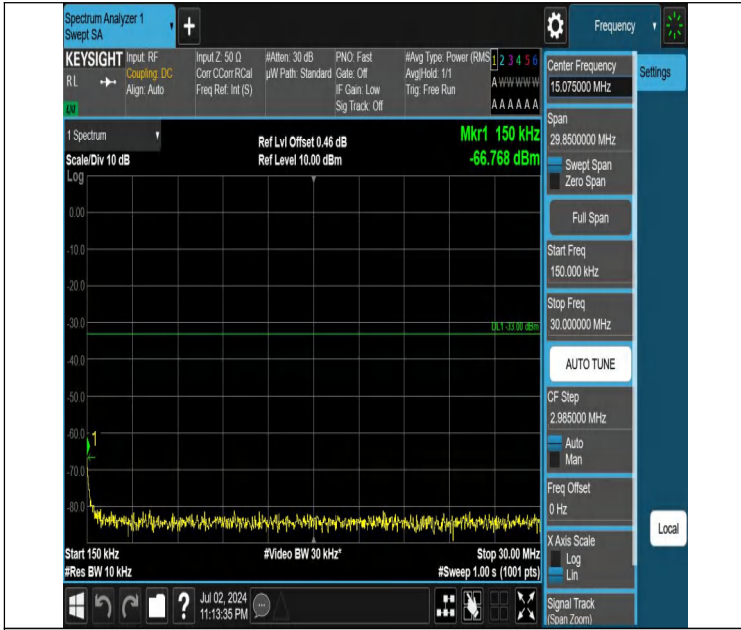 Spectrum Analyzer 1
Swept SA
+
Frequency
KEYSIGHT
RL
Input: RF
Coupling: DC
Align: Auto
Input Z: 50 Ω
Corr CCorr RCal
Freq Ref: Int (S)
#Atten: 30 dB
µW Path: Standard
PNO: Fast
Gate: Off
IF Gain: Low
Sig Track: Off
#Avg Type: Power (RMS
Avg|Hold: 1/1
Trig: Free Run
1 2 3 4 5 6
A W W W W W
A A A A A A
1 Spectrum
Scale/Div 10 dB
Ref Lvl Offset 0.46 dB
Ref Level 10.00 dBm
Mkr1 150 kHz
-66.768 dBm
Log
0.00
-10.0
-20.0
-30.0
DL1 -33.00 dBm
-40.0
-50.0
-60.0
1
-70.0
-80.0
Start 150 kHz
#Res BW 10 kHz
#Video BW 30 kHz*
Stop 30.00 MHz
#Sweep 1.00 s (1001 pts)
Jul 02, 2024
11:13:35 PM
?
Center Frequency
15.075000 MHz
Settings
Span
29.8500000 MHz
Swept Span
Zero Span
Full Span
Start Freq
150.000 kHz
Stop Freq
30.000000 MHz
AUTO TUNE
CF Step
2.985000 MHz
Auto
Man
Freq Offset
0 Hz
Local
X Axis Scale
Log
Lin
Signal Track
(Span Zoom)